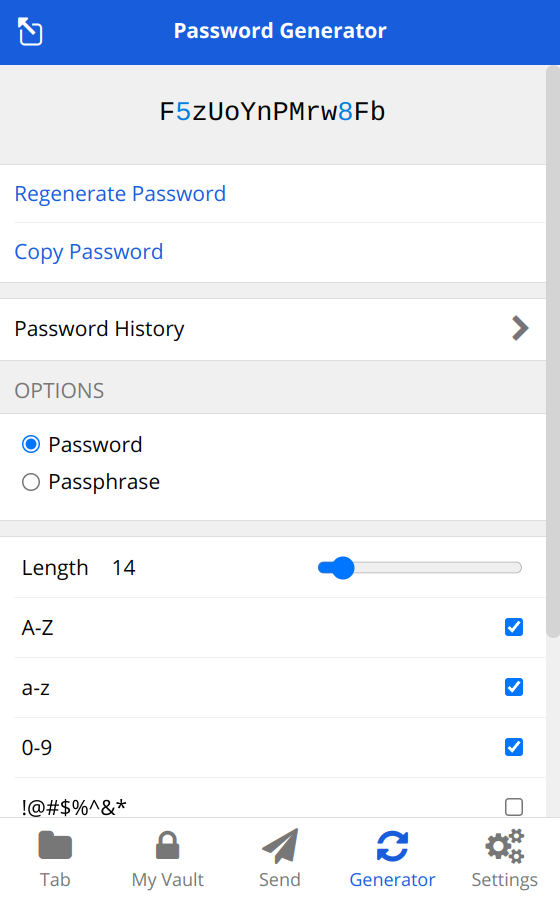 Password Generator
F5zUoYnPMrw8Fb
Regenerate Password
Copy Password
Password History
OPTIONS
Password
Passphrase
Length 14
A-Z
a-z
0-9
!@#$%^&*
Tab My Vault Send Generator Settings